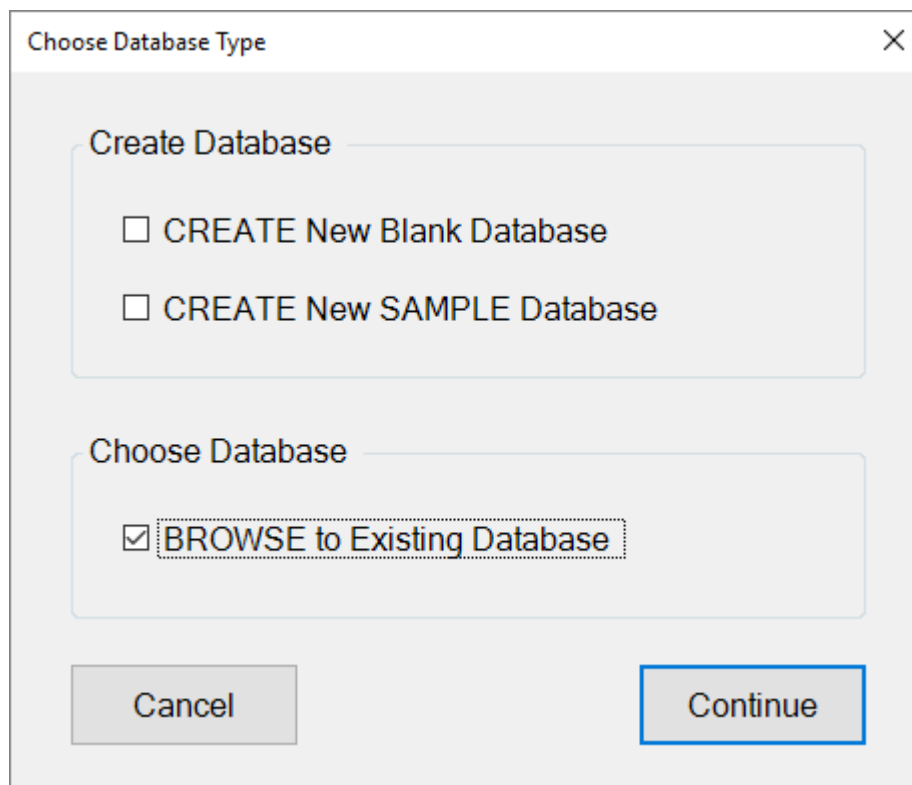 Choose Database Type
Create Database
CREATE New Blank Database
CREATE New SAMPLE Database
Choose Database
BROWSE to Existing Database
Cancel
Continue